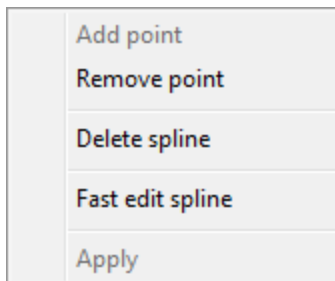 Add point
Remove point
Delete spline
Fast edit spline
Apply